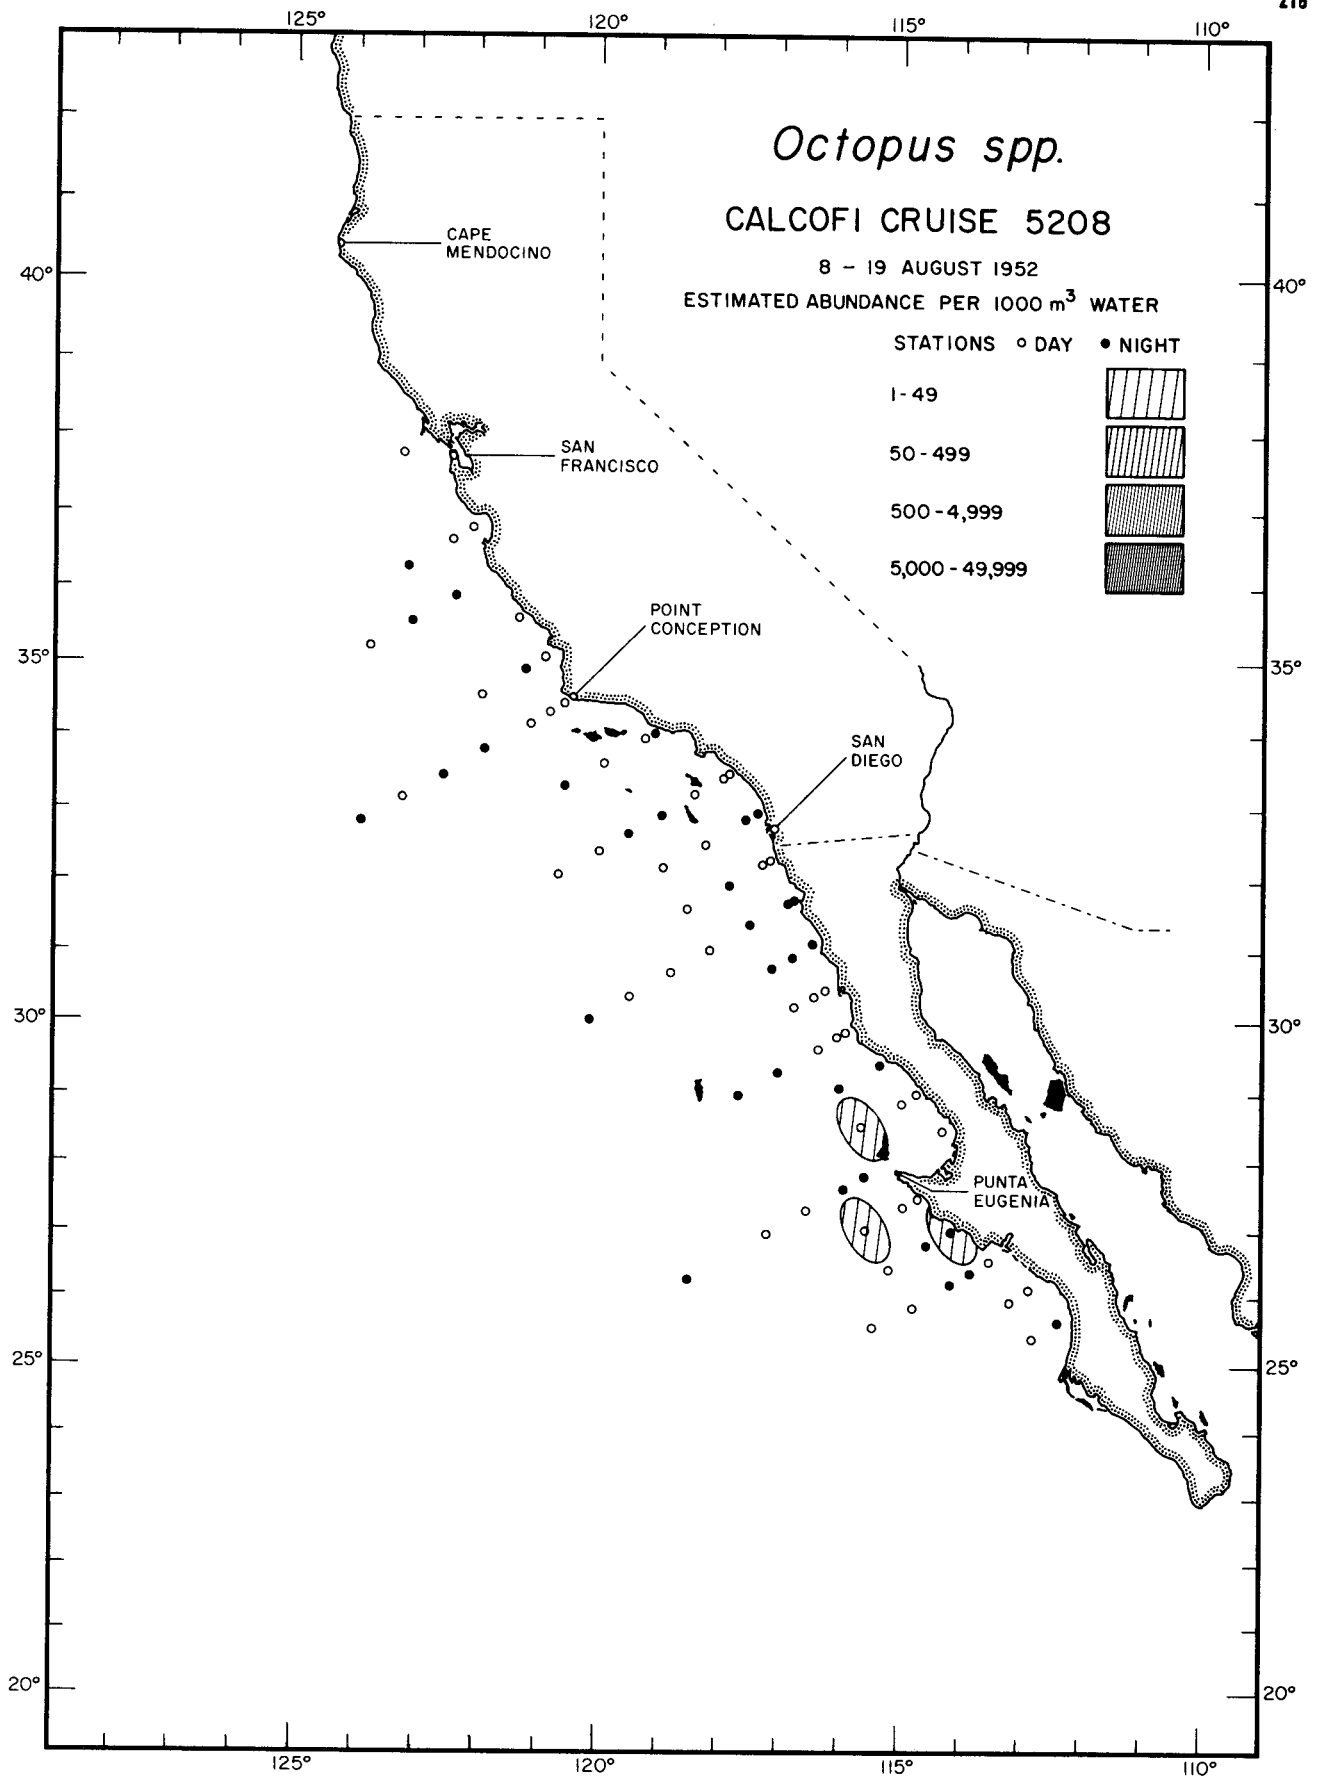 125° 120° 115° 110°
Octopus spp.
CALCOFI CRUISE 5208
8 - 19 AUGUST 1952
ESTIMATED ABUNDANCE PER 1000 m³ WATER
STATIONS ○ DAY ● NIGHT
1-49
50-499
500-4,999
5,000-49,999
CAPE
MENDOCINO
40° 40°
SAN
FRANCISCO
POINT
CONCEPTION
35° 35°
SAN
DIEGO
30° 30°
PUNTA
EUGENIA
25° 25°
20° 20°
125° 120° 115° 110°